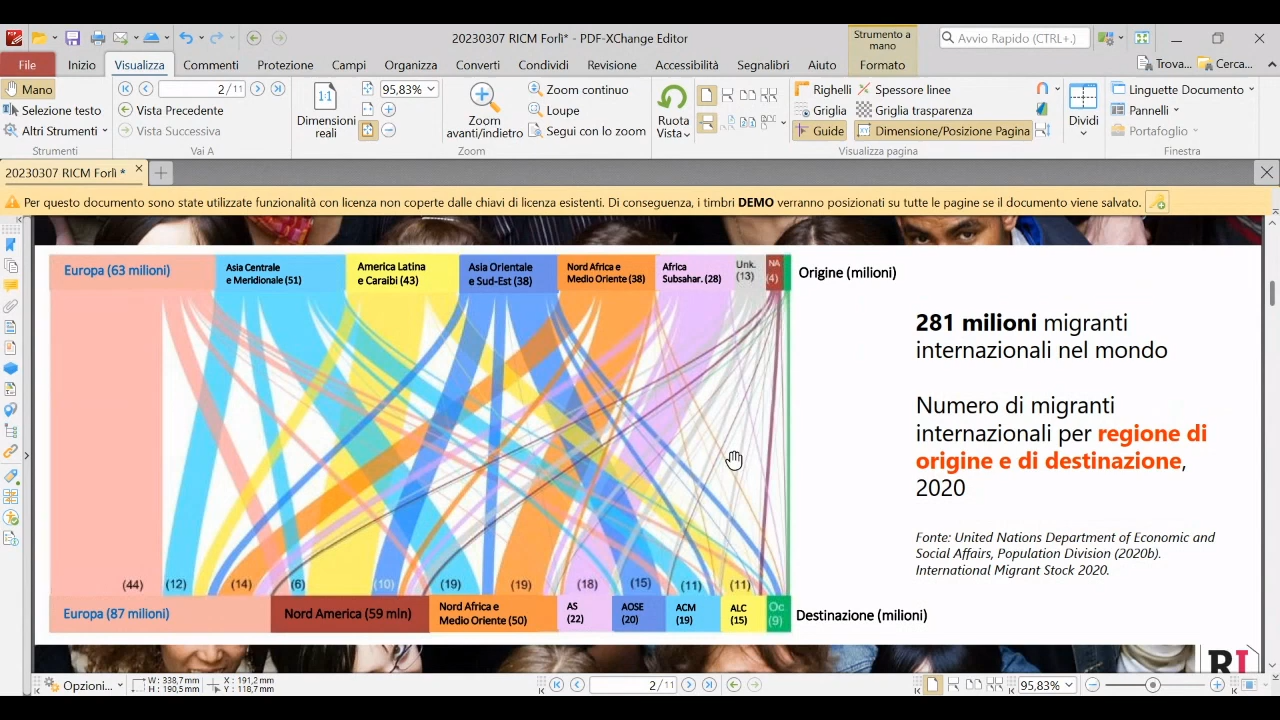 20230307 RICM Forlì* - PDF-XChange Editor
Strumento a
mano
Avvio Rapido (CTRL+.)
File
Inizio
Visualizza
Commenti
Protezione
Campi
Organizza
Converti
Condividi
Revisione
Accessibilità
Segnalibri
Aiuto
Formato
Trova...
Cerca...
Mano
Selezione testo
Altri Strumenti
Strumenti
2 / 11
Vista Precedente
Vista Successiva
Vai A
Dimensioni
reali
95,83%
Zoom
avanti/indietro
Zoom continuo
Loupe
Segui con lo zoom
Zoom
Ruota
Vista
Righelli
Spessore linee
Griglia
Griglia trasparenza
Guide
Dimensione/Posizione Pagina
Visualizza pagina
Dividi
Linguette Documento
Pannelli
Portafoglio
Finestra
20230307 RICM Forlì *
Per questo documento sono state utilizzate funzionalità con licenza non coperte dalle chiavi di licenza esistenti. Di conseguenza, i timbri DEMO verranno posizionati su tutte le pagine se il documento viene salvato.
Europa (63 milioni)
Asia Centrale
e Meridionale (51)
America Latina
e Caraibi (43)
Asia Orientale
e Sud-Est (38)
Nord Africa e
Medio Oriente (38)
Africa
Subsahar. (28)
Unk.
(13)
NA
(4)
Origine (milioni)
281 milioni migranti
internazionali nel mondo
Numero di migranti
internazionali per regione di
origine e di destinazione,
2020
Fonte: United Nations Department of Economic and
Social Affairs, Population Division (2020b).
International Migrant Stock 2020.
(44) (12) (14) (6) (10) (19) (19) (18) (15) (11) (11)
Europa (87 milioni)
Nord America (59 mln)
Nord Africa e
Medio Oriente (50)
AS
(22)
AOSE
(20)
ACM
(19)
ALC
(15)
Oc
(9)
Destinazione (milioni)
RI
Opzioni...
W: 338,7mm
H: 190,5mm
X: 191,2 mm
Y: 118,7 mm
2 / 11
95,83%